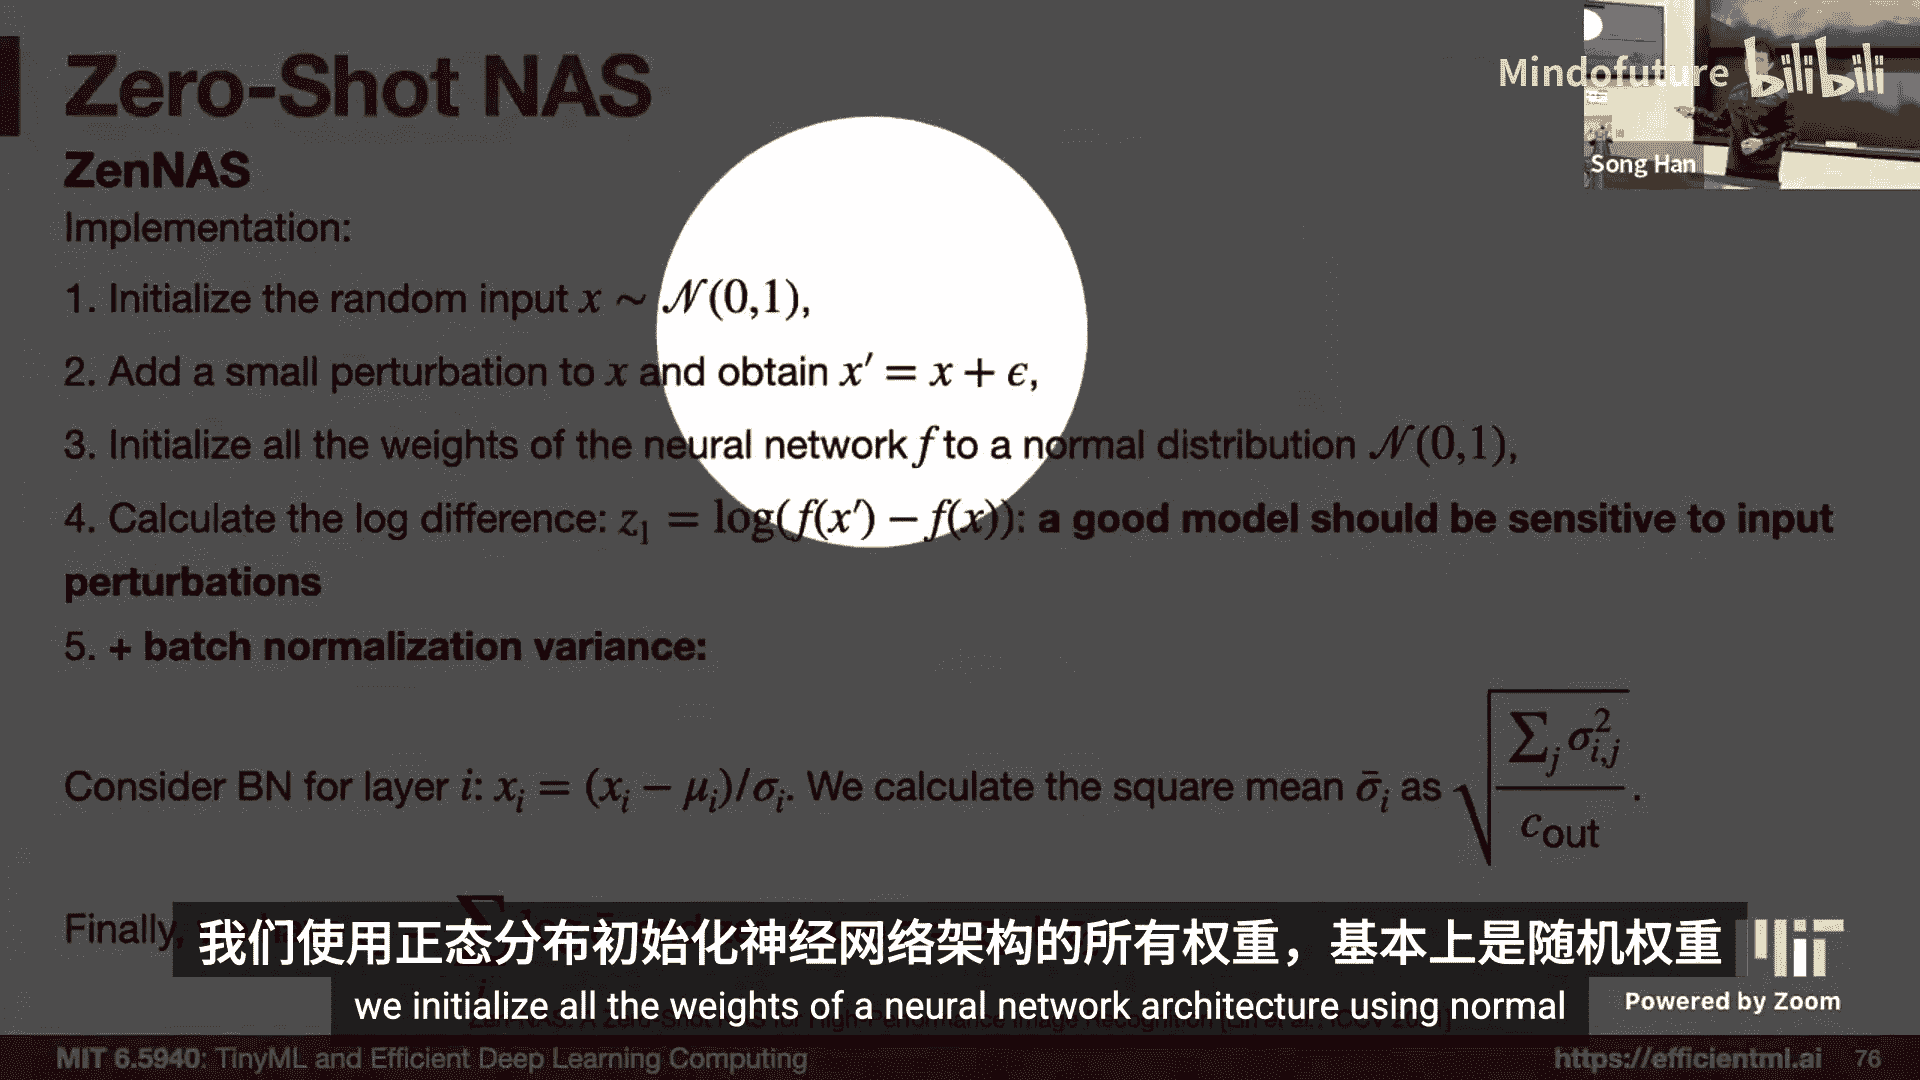 Zero-Shot NAS
Mindofuture bilibili
Song Han
ZenNAS
Implementation:
1. Initialize the random input x ∼ 𝒩(0,1),
2. Add a small perturbation to x and obtain x′ = x + ϵ,
3. Initialize all the weights of the neural network f to a normal distribution 𝒩(0,1),
4. Calculate the log difference: z₁ = log(f(x′) − f(x)): a good model should be sensitive to input
perturbations
5. + batch normalization variance:
Consider BN for layer i: xᵢ = (xᵢ − μᵢ)/σᵢ. We calculate the square mean σ̄ᵢ as √(∑ⱼ σ²ᵢ,ⱼ / c_out).
Finally,
我们使用正态分布初始化神经网络架构的所有权重，基本上是随机权重
we initialize all the weights of a neural network architecture using normal
MIT
Powered by Zoom
MIT 6.5940: TinyML and Efficient Deep Learning Computing
https://efficientml.ai
76